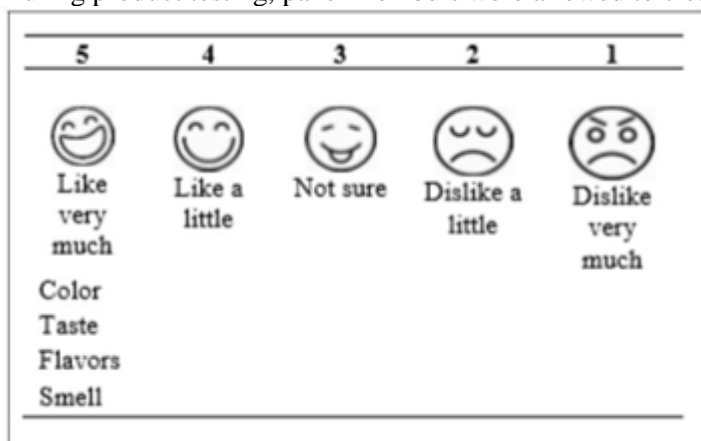 5 4 3 2 1
Like Like a Not sure Dislike a Dislike
very little little very
much much
Color
Taste
Flavors
Smell